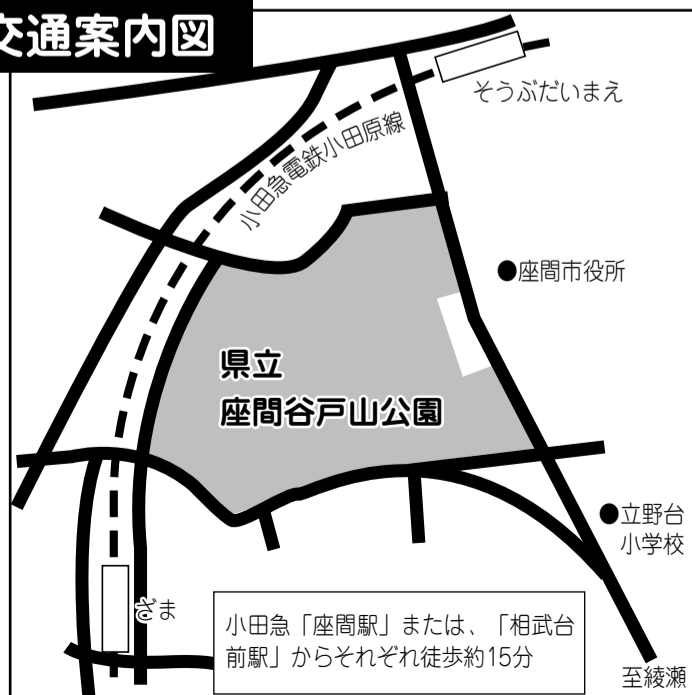 交通案内図
そうぶだいまえ
小田急電鉄小田原線
●座間市役所
県立
座間谷戸山公園
●立野台
小学校
ざま
小田急「座間駅」または、「相武台
前駅」からそれぞれ徒歩約15分
至綾瀬